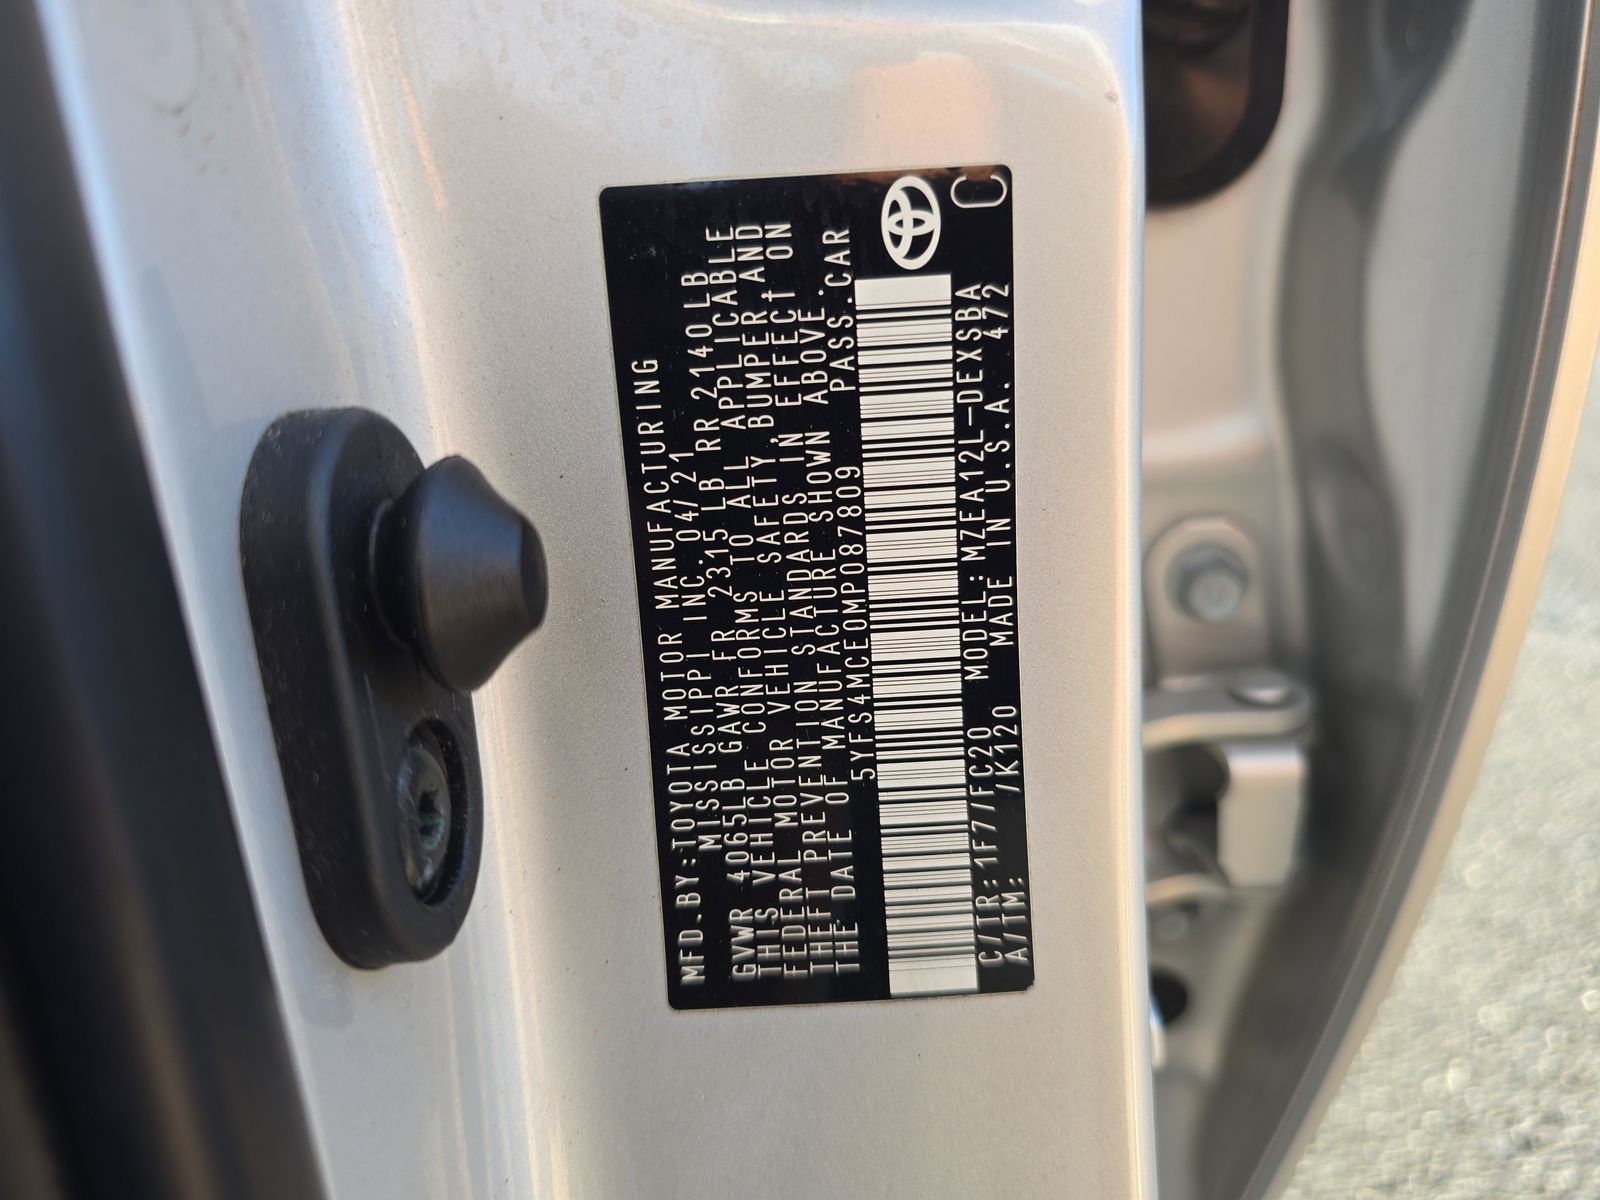 MFD.BY:TOYOTA MOTOR MANUFACTURING
MISSISSIPPI INC.04/21
GVWR 4065LB GAWR FR 2315 LB RR 2140LB
THIS VEHICLE CONFORMS TO ALL APPLICABLE
FEDERAL MOTOR VEHICLE SAFETY,BUMPER,AND
THEFT PREVENTION STANDARDS IN EFFECT ON
THE DATE OF MANUFACTURE SHOWN ABOVE.
5YFS4MCE0MP087809 PASS.CAR
C/TR:1F7/FC20 MODEL:MZEA12L-DEXSBA
A/TM: /K120 MADE IN U.S.A. 472
C